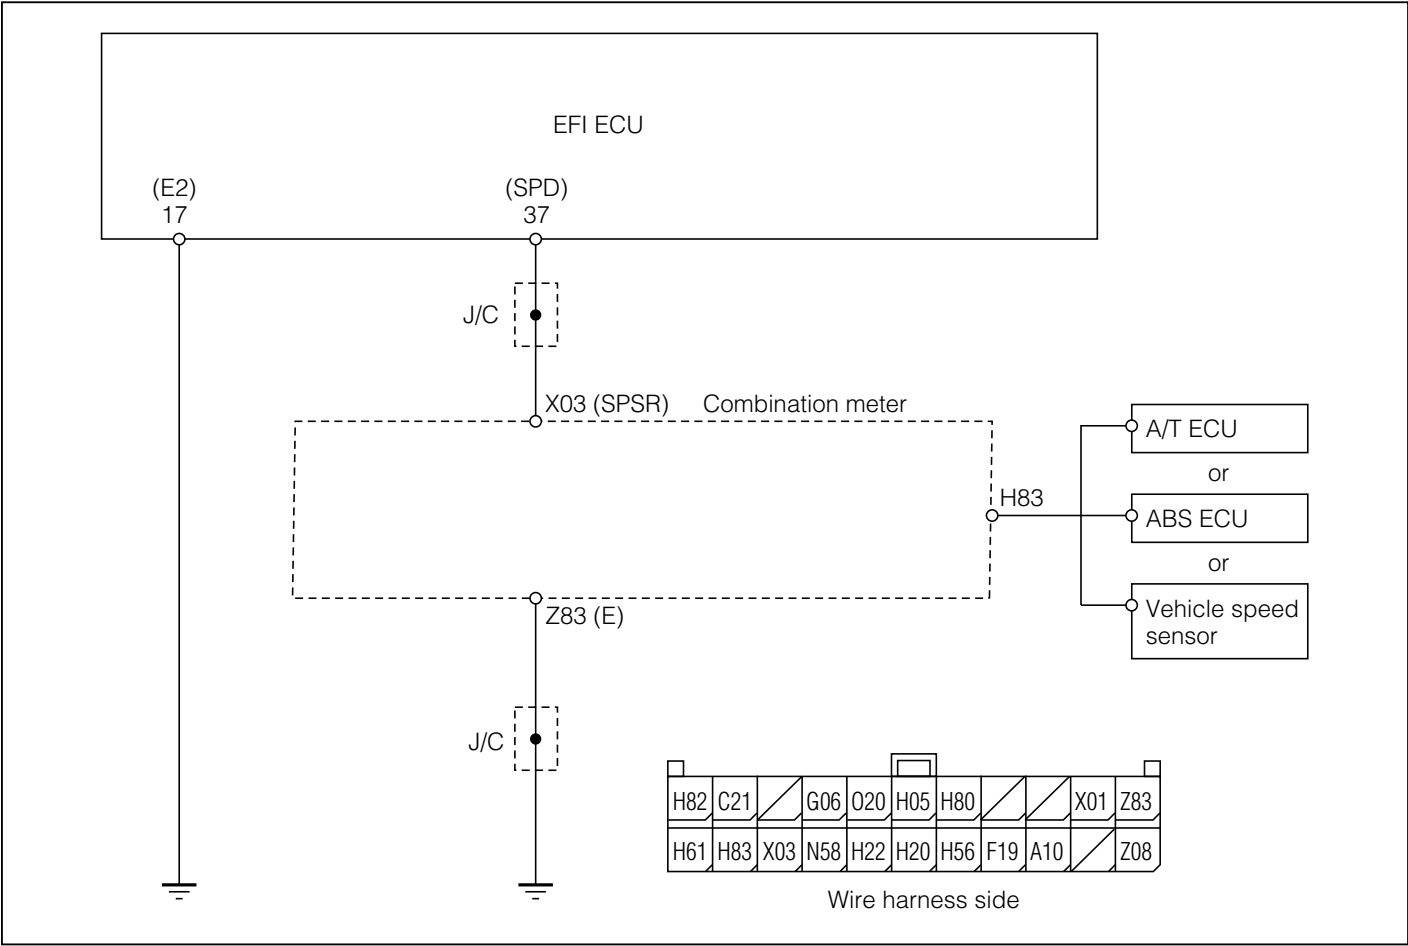 EFI ECU
(E2)
17
(SPD)
37
J/C
X03 (SPSR)
Combination meter
A/T ECU
or
H83
ABS ECU
or
Vehicle speed
sensor
Z83 (E)
J/C
H82 C21 G06 O20 H05 H80 X01 Z83
H61 H83 X03 N58 H22 H20 H56 F19 A10 Z08
Wire harness side